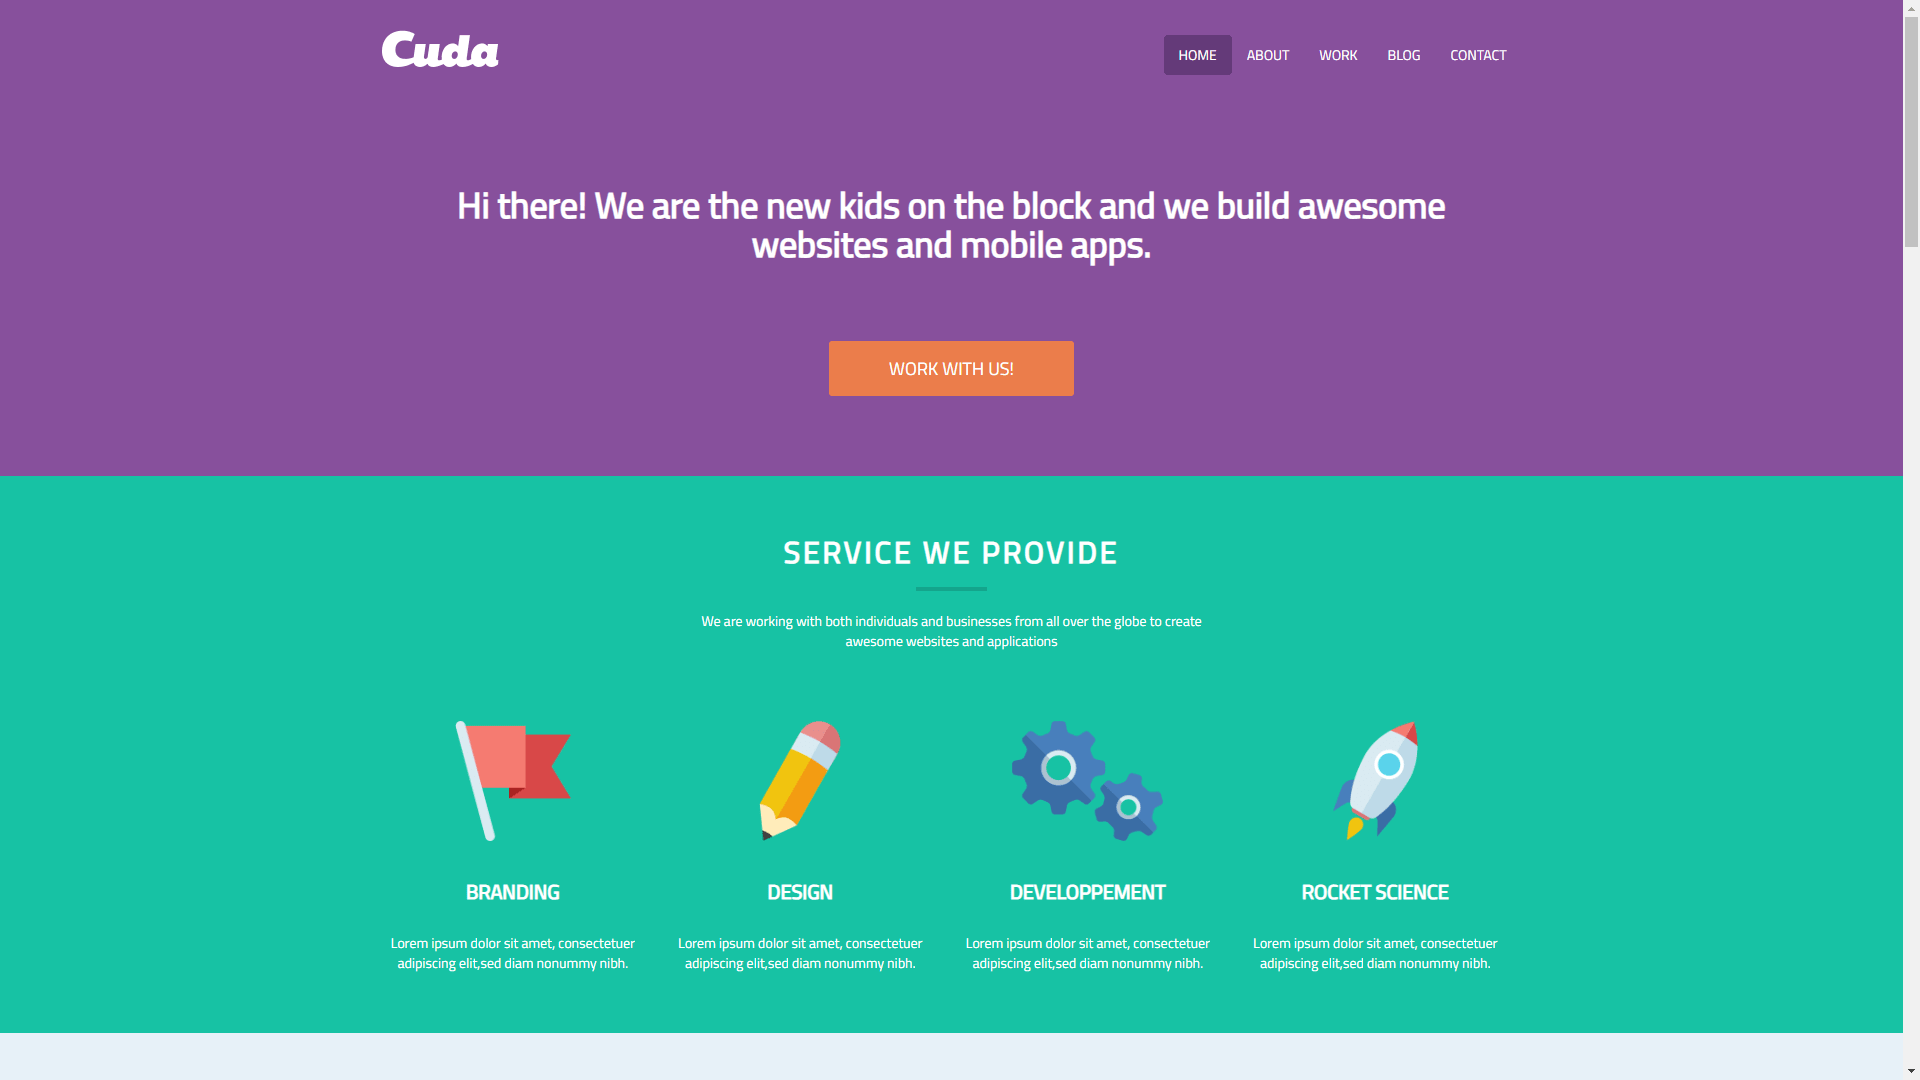 Cuda
HOME ABOUT WORK BLOG CONTACT
Hi there! We are the new kids on the block and we build awesome
websites and mobile apps.
WORK WITH US!
SERVICE WE PROVIDE
We are working with both individuals and businesses from all over the globe to create
awesome websites and applications
BRANDING
Lorem ipsum dolor sit amet, consectetuer
adipiscing elit,sed diam nonummy nibh.
DESIGN
Lorem ipsum dolor sit amet, consectetuer
adipiscing elit,sed diam nonummy nibh.
DEVELOPPEMENT
Lorem ipsum dolor sit amet, consectetuer
adipiscing elit,sed diam nonummy nibh.
ROCKET SCIENCE
Lorem ipsum dolor sit amet, consectetuer
adipiscing elit,sed diam nonummy nibh.